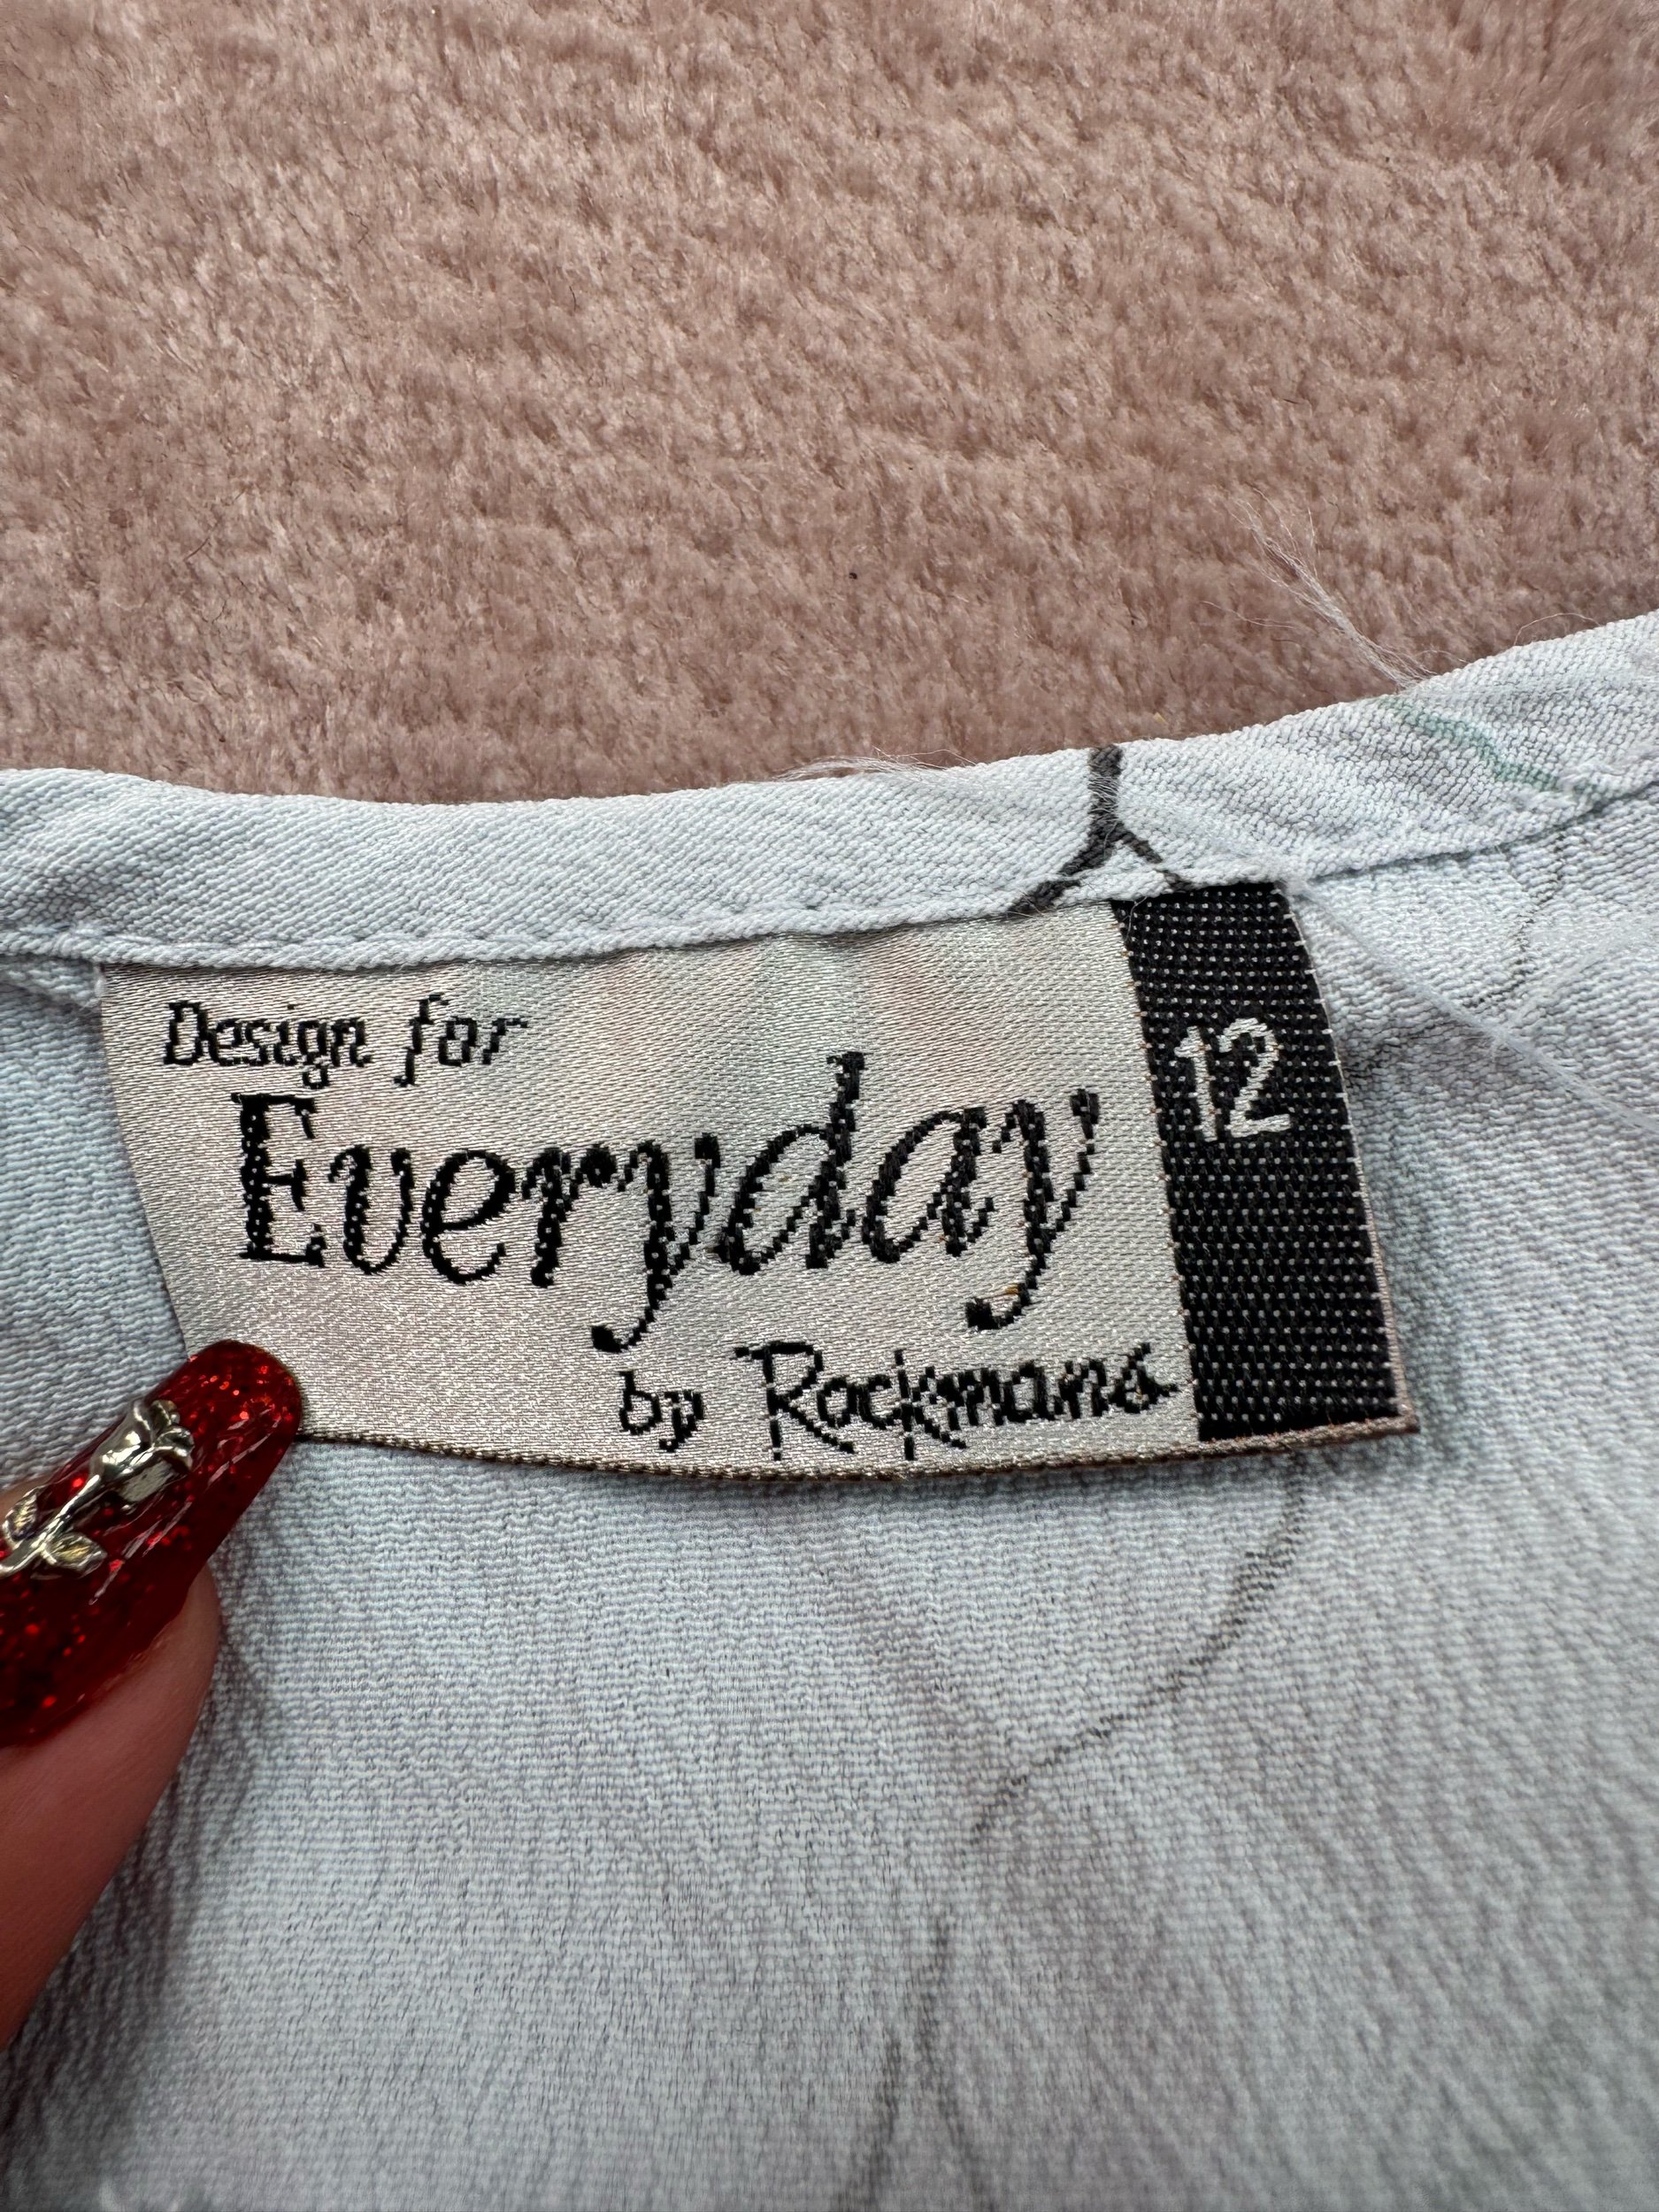 Design for
Everyday
by Rockmans
12